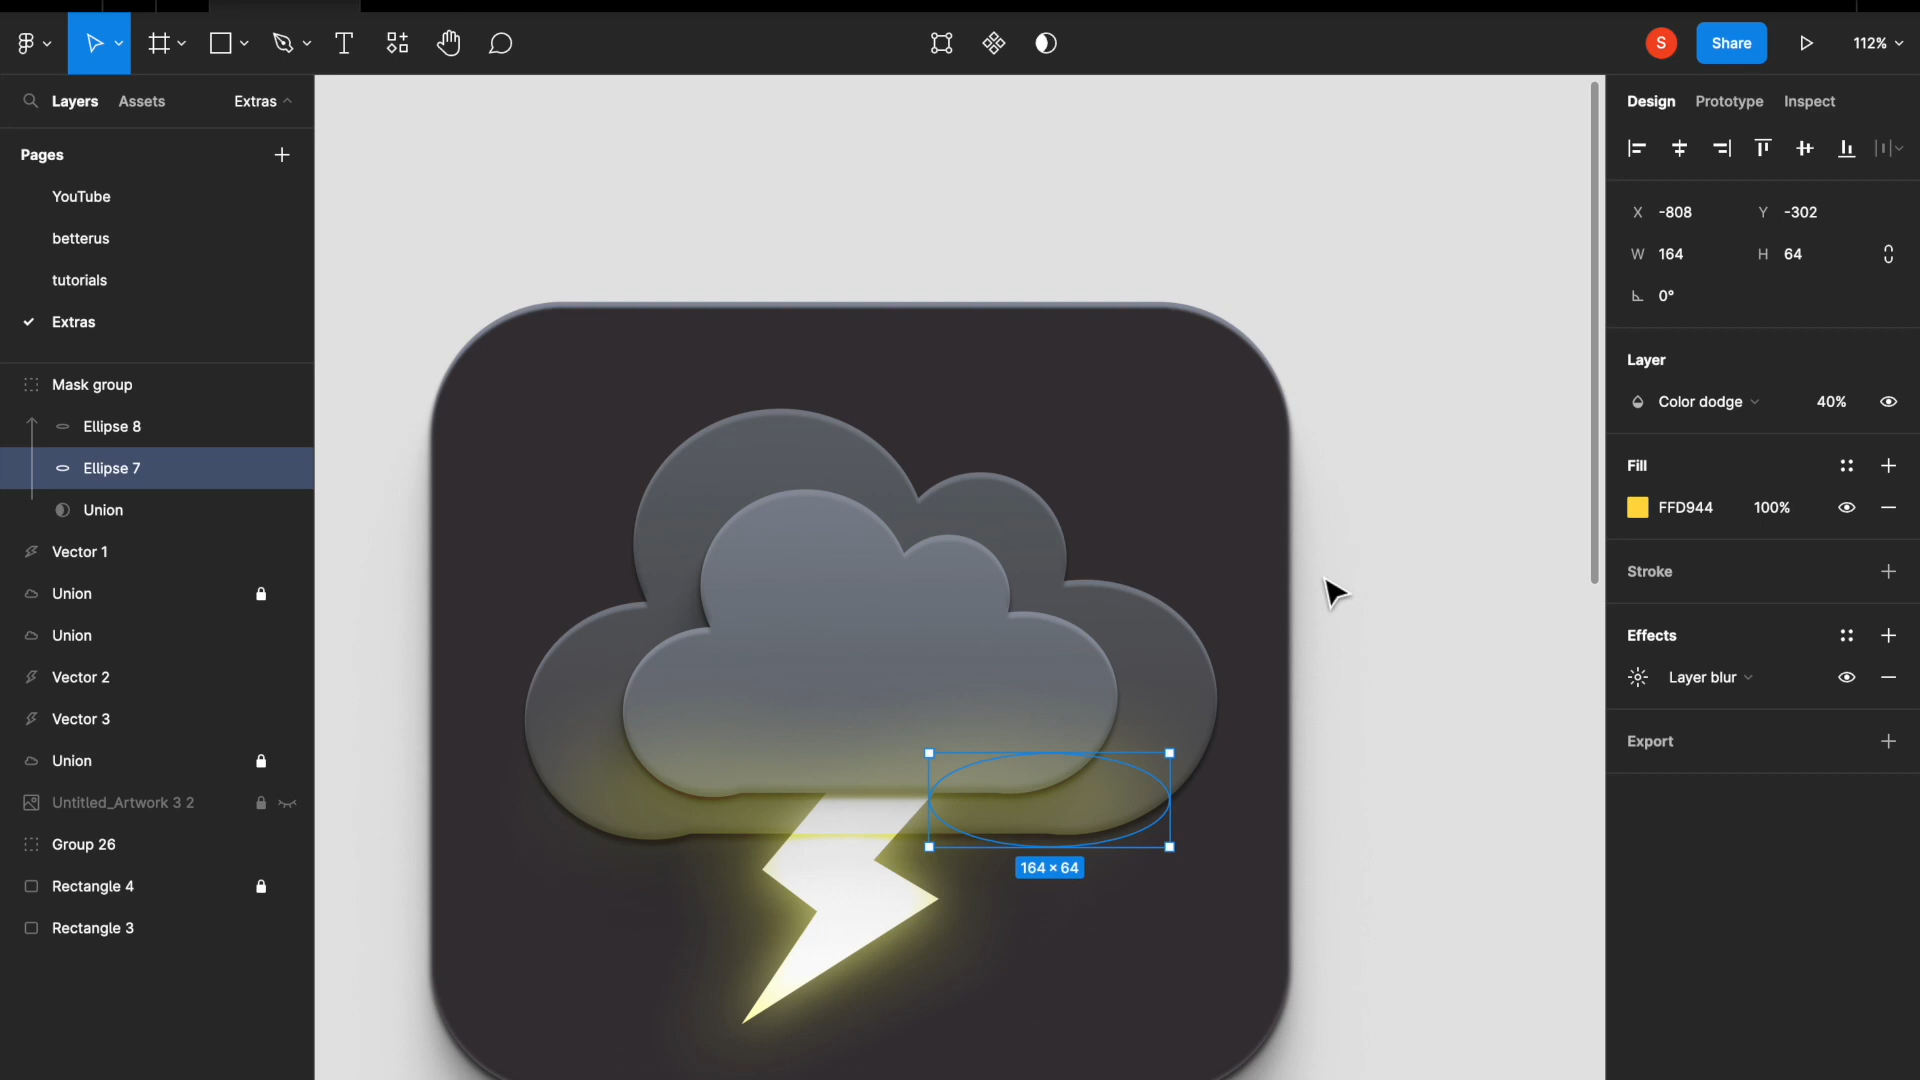 S
Share
112%
Layers Assets Extras
Pages
YouTube
betterus
tutorials
Extras
Mask group
Ellipse 8
Ellipse 7
Union
Vector 1
Union
Union
Vector 2
Vector 3
Union
Untitled_Artwork 3 2
Group 26
Rectangle 4
Rectangle 3
164 × 64
Design Prototype Inspect
X -808 Y -302
W 164 H 64
0°
Layer
Color dodge 40%
Fill
FFD944 100%
Stroke
Effects
Layer blur
Export